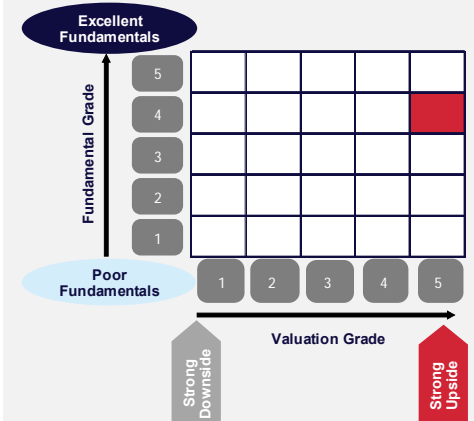 Excellent
Fundamentals
Fundamental Grade
5
4
3
2
1
Poor
Fundamentals
1
2
3
4
5
Valuation Grade
Strong
Downside
Strong
Upside